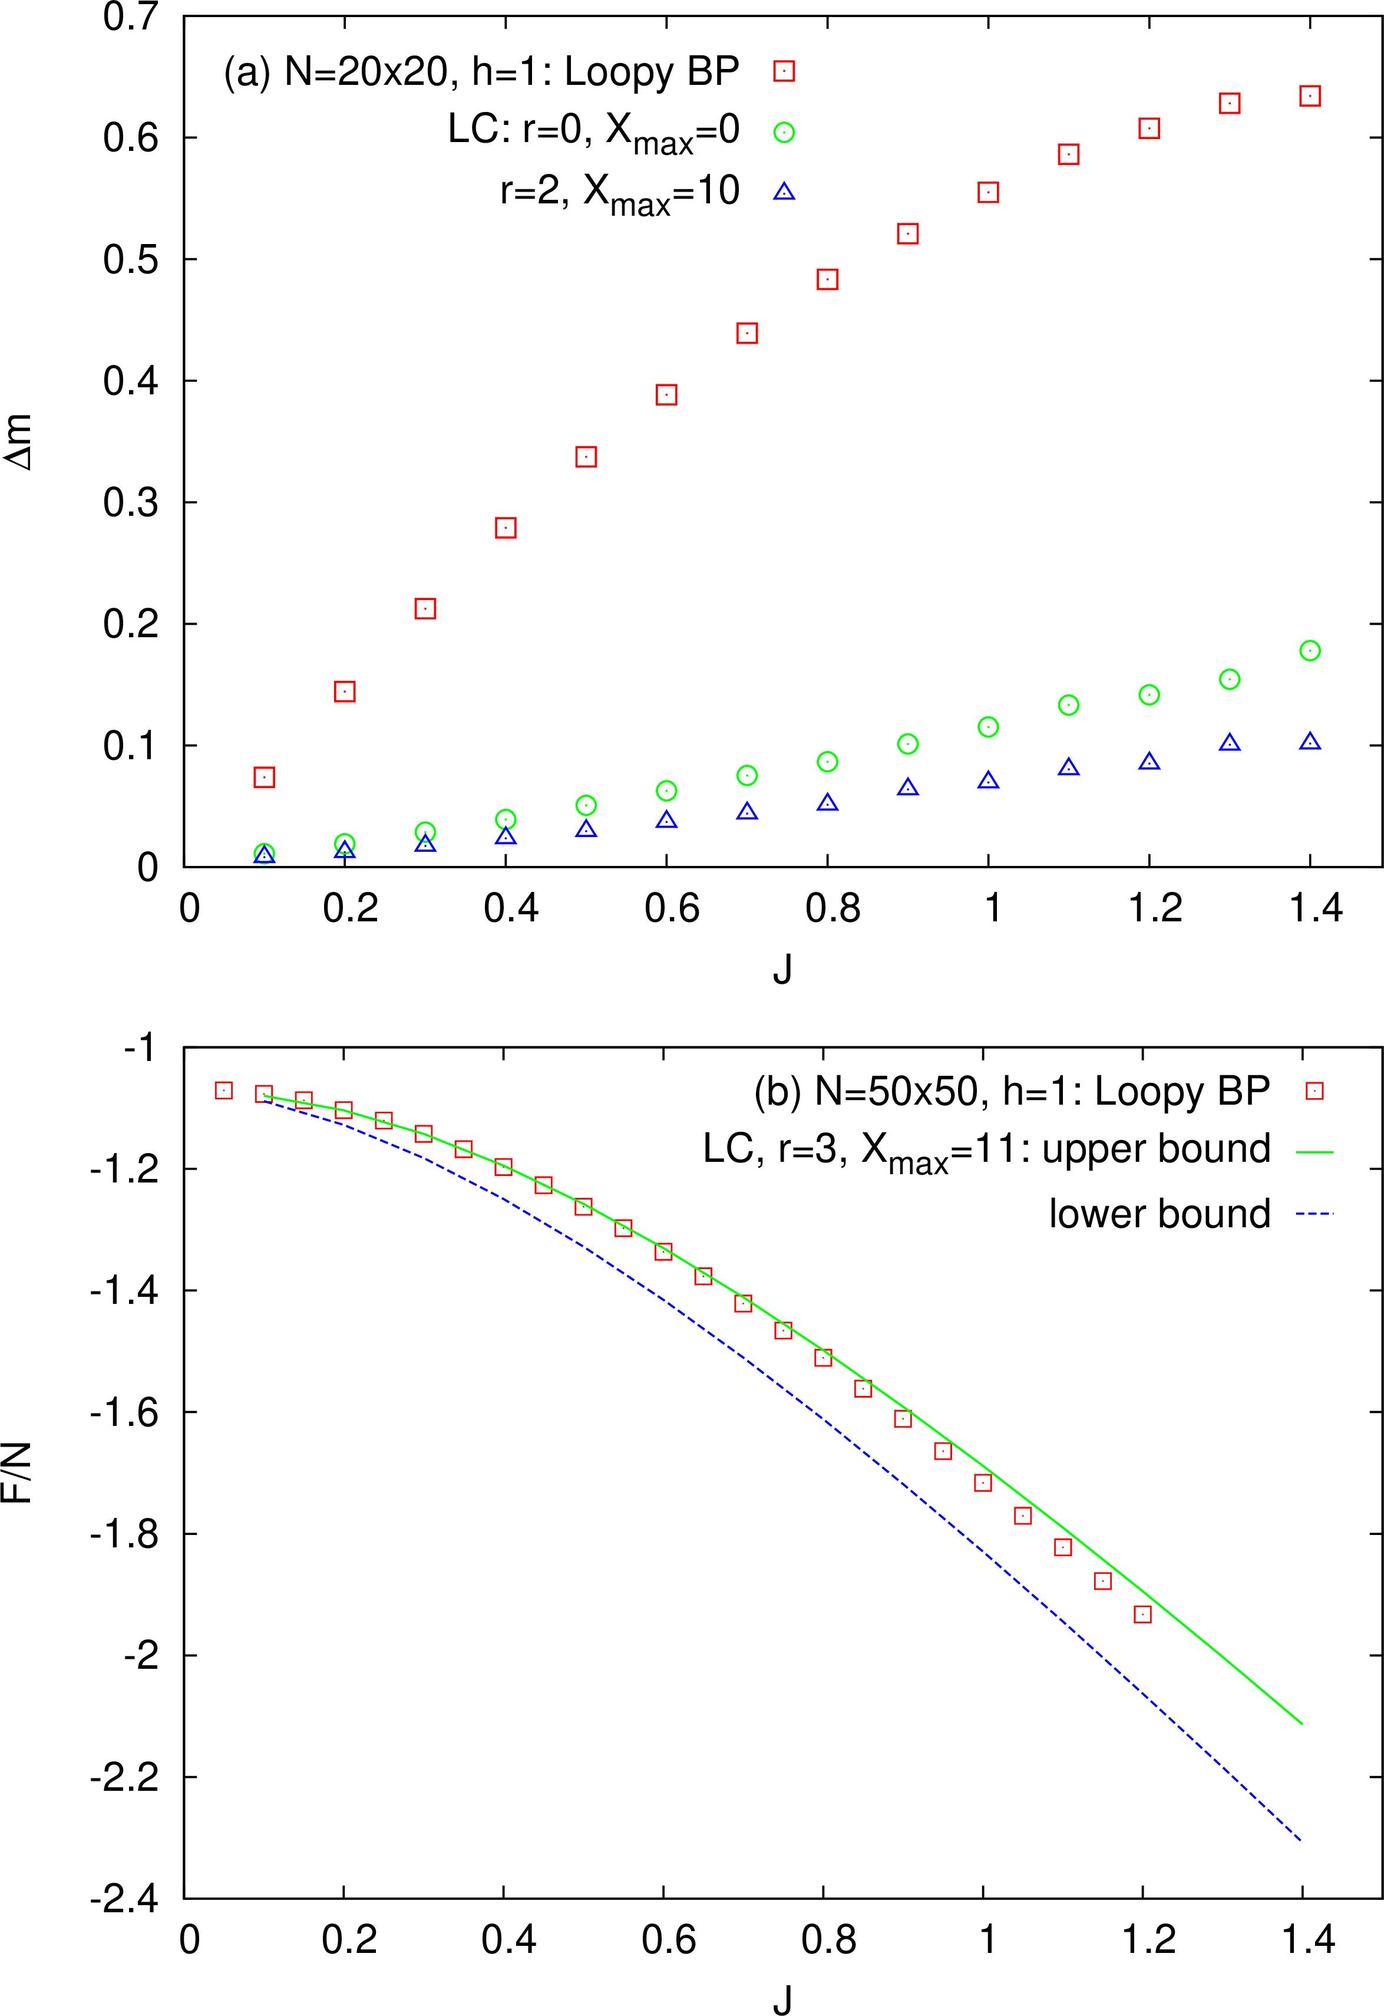 0.7
0.6
0.5
0.4
0.3
0.2
0.1
0
Δm
(a) N=20x20, h=1: Loopy BP
LC: r=0, Xmax=0
r=2, Xmax=10
0 0.2 0.4 0.6 0.8 1 1.2 1.4
J
-1
-1.2
-1.4
-1.6
-1.8
-2
-2.2
-2.4
F/N
(b) N=50x50, h=1: Loopy BP
LC, r=3, Xmax=11: upper bound
lower bound
0 0.2 0.4 0.6 0.8 1 1.2 1.4
J